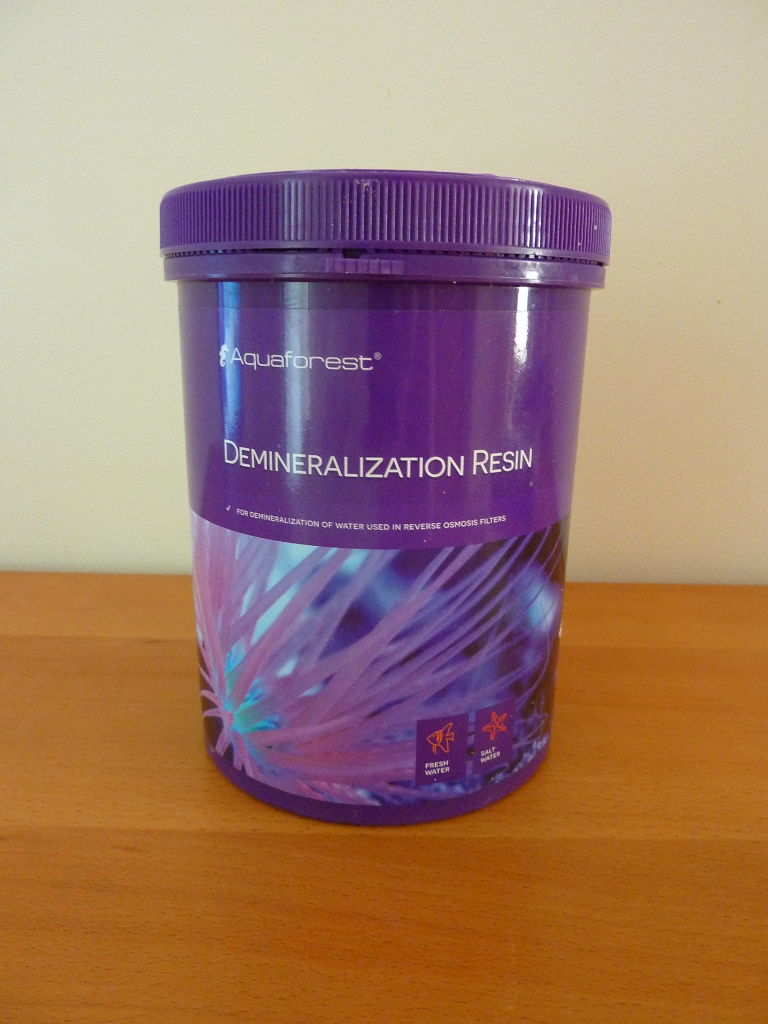 Aquaforest®
DEMINERALIZATION RESIN
✓ FOR DEMINERALIZATION OF WATER USED IN REVERSE OSMOSIS FILTERS
FRESH
WATER
SALT
WATER